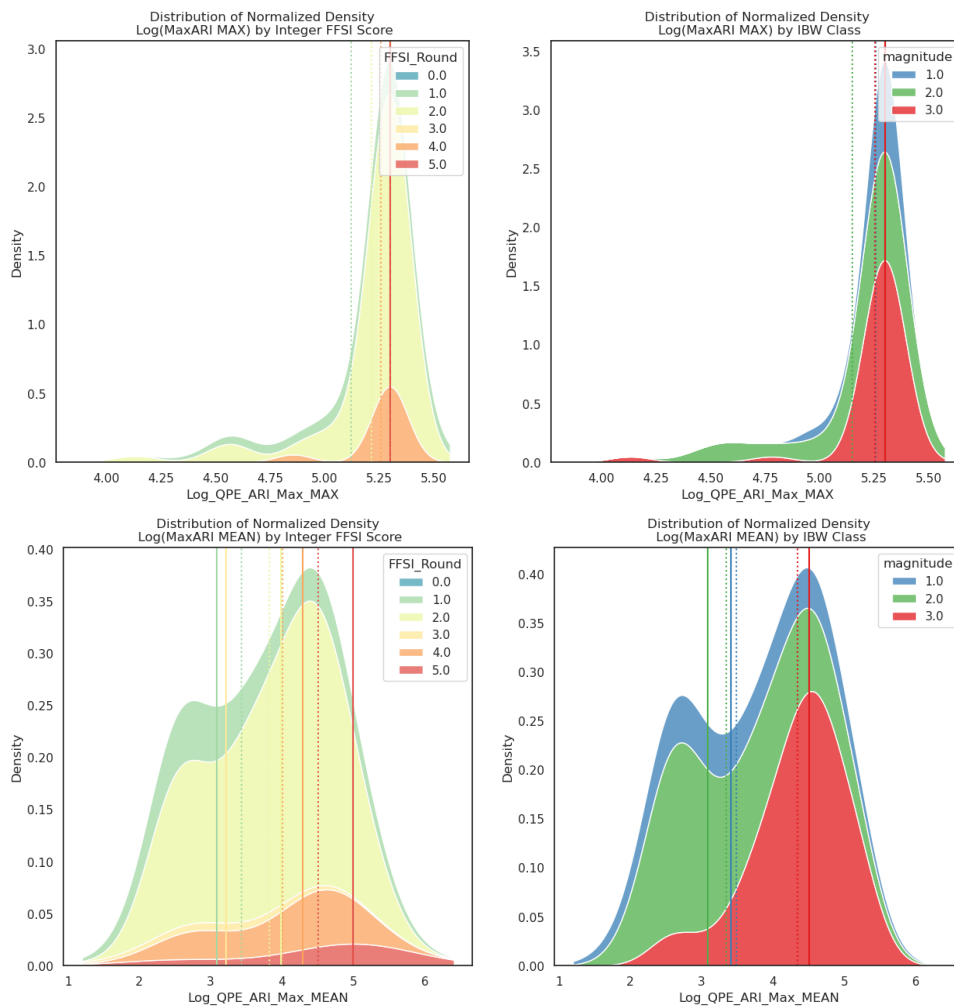 Distribution of Normalized Density
Log(MaxARI MAX) by Integer FFSI Score
3.0
2.5
2.0
1.5
1.0
0.5
0.0
Density
4.00 4.25 4.50 4.75 5.00 5.25 5.50
Log_QPE_ARI_Max_MAX
FFSI_Round
0.0
1.0
2.0
3.0
4.0
5.0
Distribution of Normalized Density
Log(MaxARI MAX) by IBW Class
3.5
3.0
2.5
2.0
1.5
1.0
0.5
0.0
Density
4.00 4.25 4.50 4.75 5.00 5.25 5.50
Log_QPE_ARI_Max_MAX
magnitude
1.0
2.0
3.0
Distribution of Normalized Density
Log(MaxARI MEAN) by Integer FFSI Score
0.40
0.35
0.30
0.25
0.20
0.15
0.10
0.05
0.00
Density
1 2 3 4 5 6
Log_QPE_ARI_Max_MEAN
FFSI_Round
0.0
1.0
2.0
3.0
4.0
5.0
Distribution of Normalized Density
Log(MaxARI MEAN) by IBW Class
0.40
0.35
0.30
0.25
0.20
0.15
0.10
0.05
0.00
Density
1 2 3 4 5 6
Log_QPE_ARI_Max_MEAN
magnitude
1.0
2.0
3.0